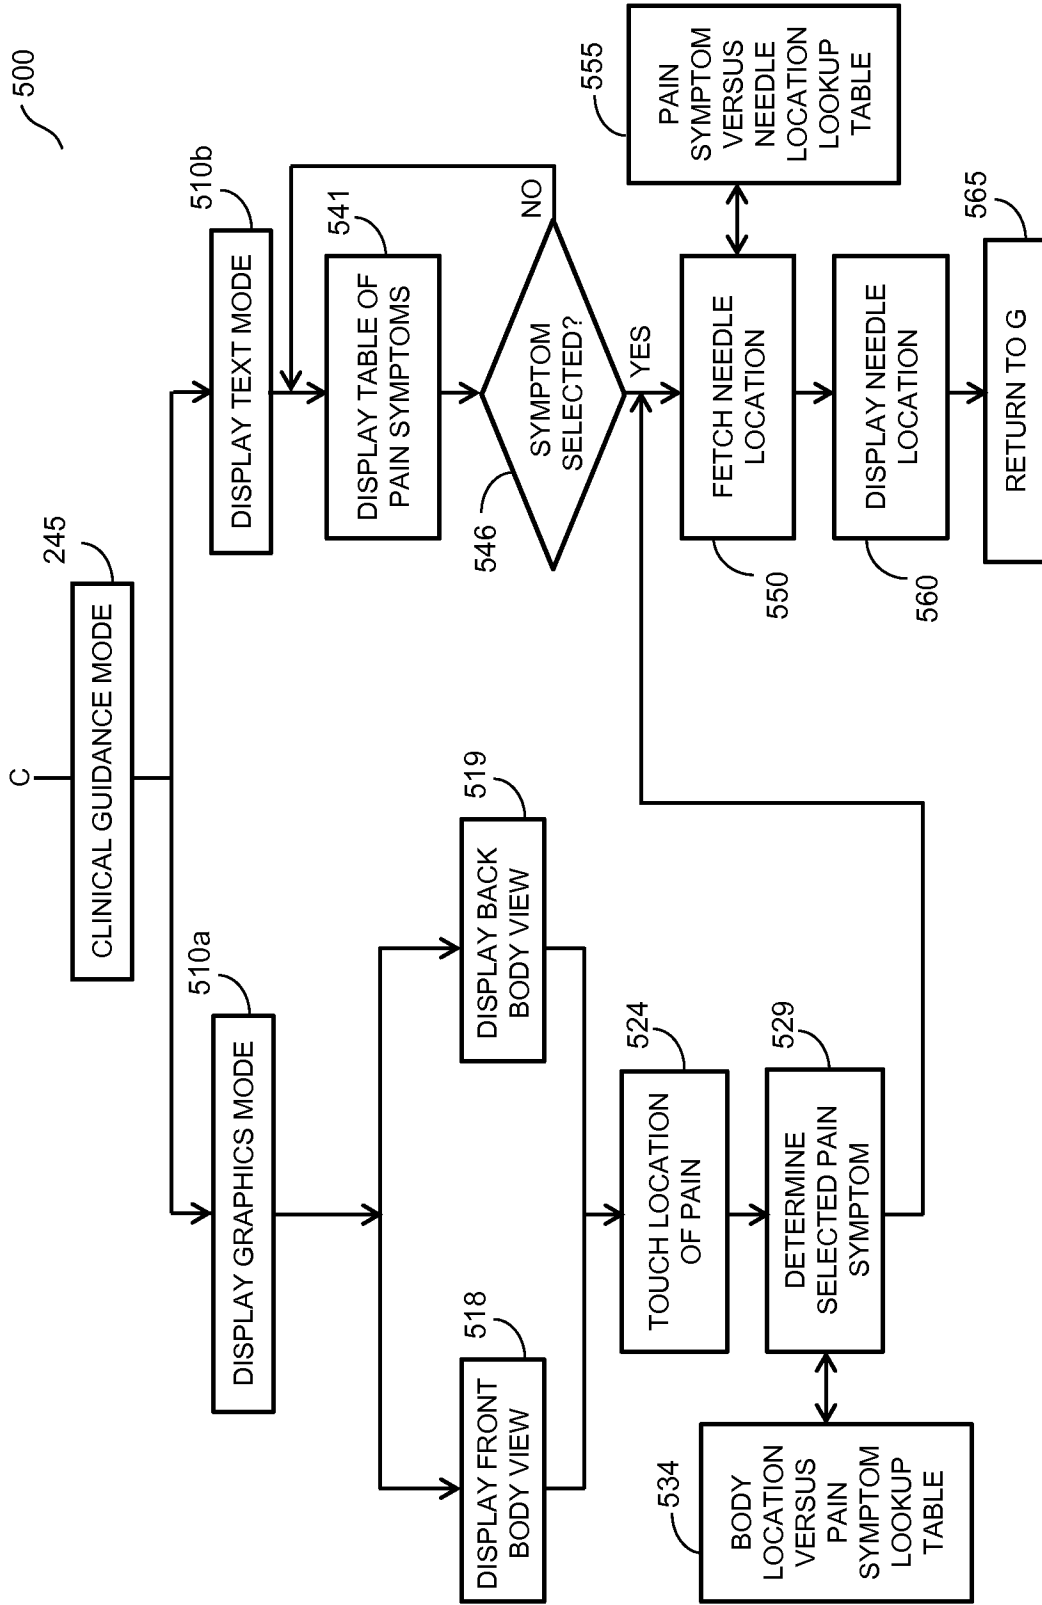 500
C
CLINICAL GUIDANCE MODE
245
DISPLAY GRAPHICS MODE
510a
DISPLAY TEXT MODE
510b
DISPLAY FRONT
BODY VIEW
518
DISPLAY BACK
BODY VIEW
519
TOUCH LOCATION
OF PAIN
524
DETERMINE
SELECTED PAIN
SYMPTOM
529
BODY
LOCATION
VERSUS
PAIN
SYMPTOM
LOOKUP
TABLE
534
DISPLAY TABLE OF
PAIN SYMPTOMS
541
SYMPTOM
SELECTED?
546
NO
YES
FETCH NEEDLE
LOCATION
550
PAIN
SYMPTOM
VERSUS
NEEDLE
LOCATION
LOOKUP
TABLE
555
DISPLAY NEEDLE
LOCATION
560
RETURN TO G
565